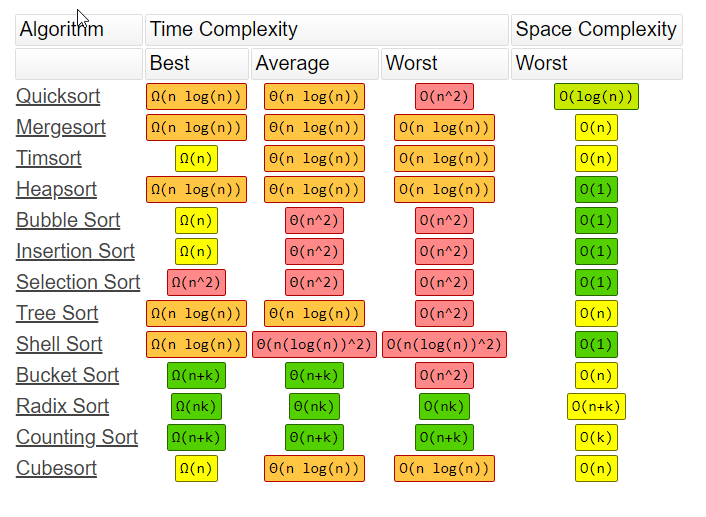 Algorithm Time Complexity Space Complexity
Best Average Worst Worst
Quicksort Ω(n log(n)) Θ(n log(n)) O(n^2) O(log(n))
Mergesort Ω(n log(n)) Θ(n log(n)) O(n log(n)) O(n)
Timsort Ω(n) Θ(n log(n)) O(n log(n)) O(n)
Heapsort Ω(n log(n)) Θ(n log(n)) O(n log(n)) O(1)
Bubble Sort Ω(n) Θ(n^2) O(n^2) O(1)
Insertion Sort Ω(n) Θ(n^2) O(n^2) O(1)
Selection Sort Ω(n^2) Θ(n^2) O(n^2) O(1)
Tree Sort Ω(n log(n)) Θ(n log(n)) O(n^2) O(n)
Shell Sort Ω(n log(n)) Θ(n(log(n))^2) O(n(log(n))^2) O(1)
Bucket Sort Ω(n+k) Θ(n+k) O(n^2) O(n)
Radix Sort Ω(nk) Θ(nk) O(nk) O(n+k)
Counting Sort Ω(n+k) Θ(n+k) O(n+k) O(k)
Cubesort Ω(n) Θ(n log(n)) O(n log(n)) O(n)